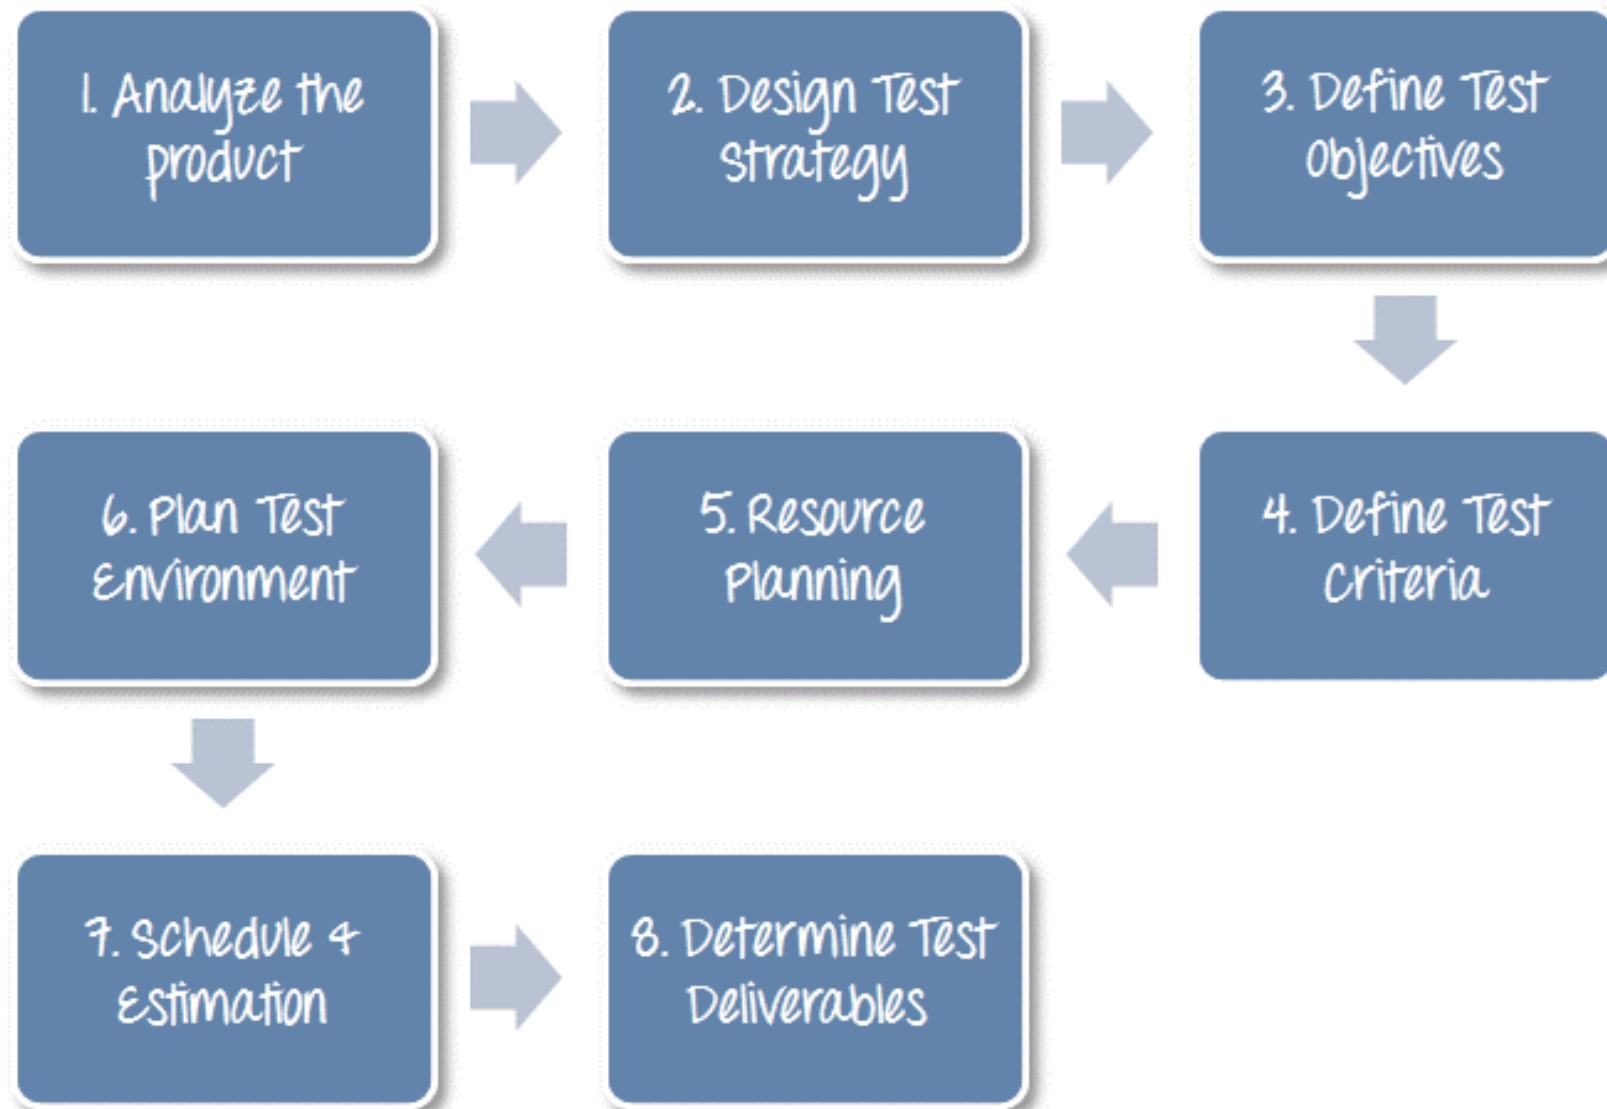 1. Analyze the
product
2. Design Test
Strategy
3. Define Test
Objectives
4. Define Test
Criteria
5. Resource
Planning
6. Plan Test
Environment
7. Schedule &
Estimation
8. Determine Test
Deliverables